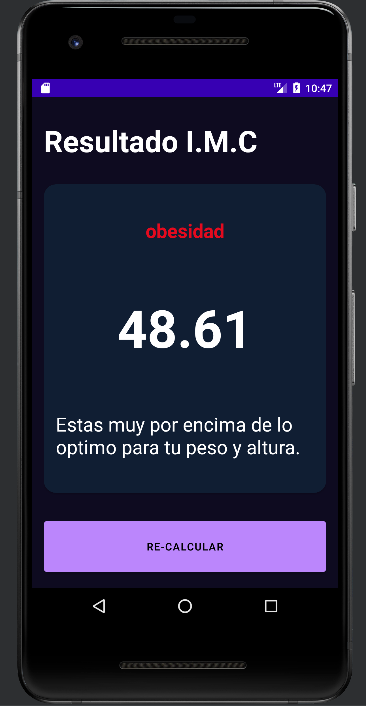 LTE 10:47
Resultado I.M.C
obesidad
48.61
Estas muy por encima de lo
optimo para tu peso y altura.
RE-CALCULAR